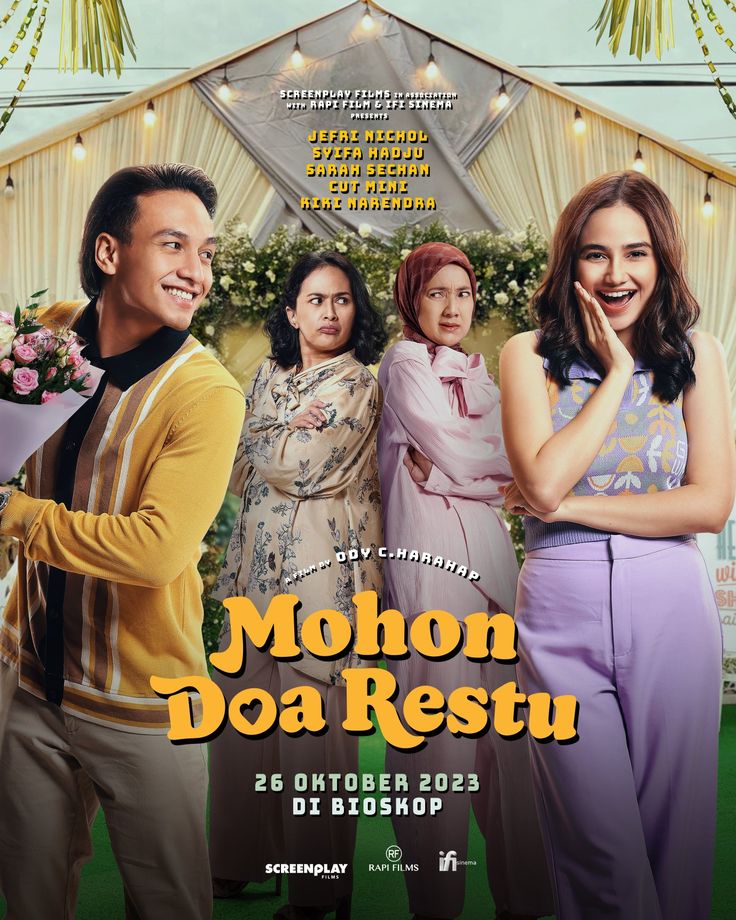 SCREENPLAY FILMS IN ASSOCIATION
WITH RAPI FILM & IFI SINEMA
PRESENTS
JEFRI NICHOL
SYIFA HADJU
SARAH SECHAN
CUT MINI
KIKI NARENDRA
A FILM BY ODY C.HARAHAP
Mohon
Doa Restu
26 OKTOBER 2023
DI BIOSKOP
SCREENPLAY
FILMS
RF
RAPI FILMS
ifi sinema